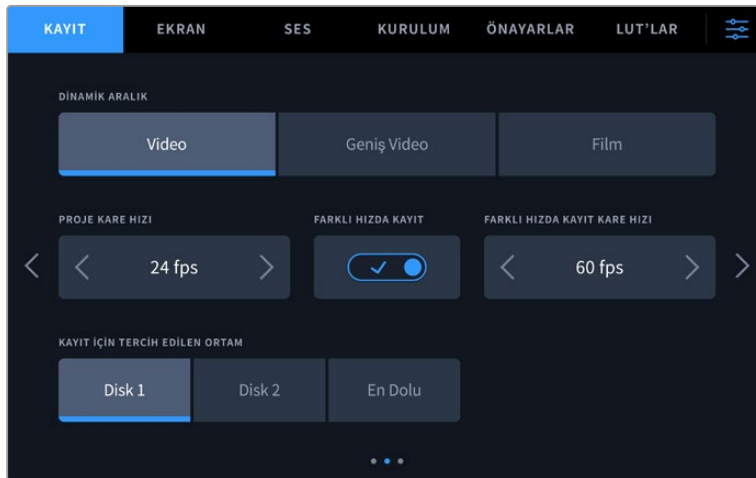 KAYIT EKRAN SES KURULUM ÖNAYARLAR LUT’LAR
DİNAMİK ARALIK
Video Geniş Video Film
PROJE KARE HIZI FARKLI HIZDA KAYIT FARKLI HIZDA KAYIT KARE HIZI
24 fps 60 fps
KAYIT İÇİN TERCİH EDİLEN ORTAM
Disk 1 Disk 2 En Dolu